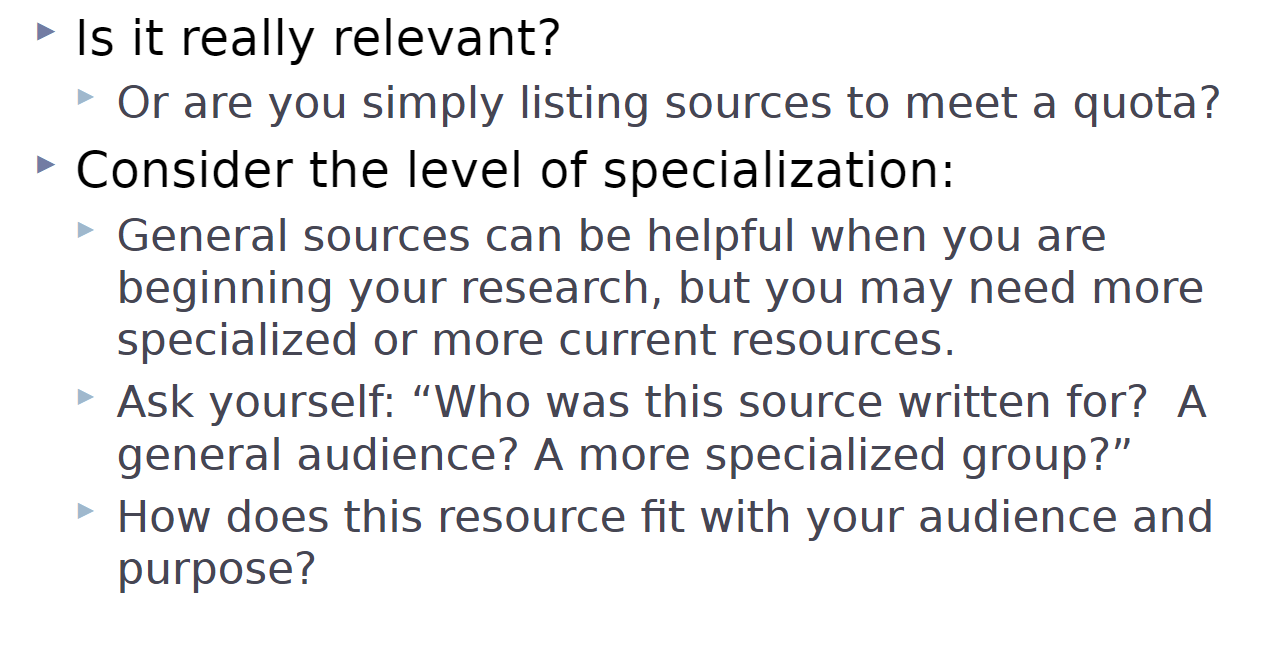 Is it really relevant?
Or are you simply listing sources to meet a quota?
Consider the level of specialization:
General sources can be helpful when you are
beginning your research, but you may need more
specialized or more current resources.
Ask yourself: “Who was this source written for?  A
general audience? A more specialized group?”
How does this resource fit with your audience and
purpose?